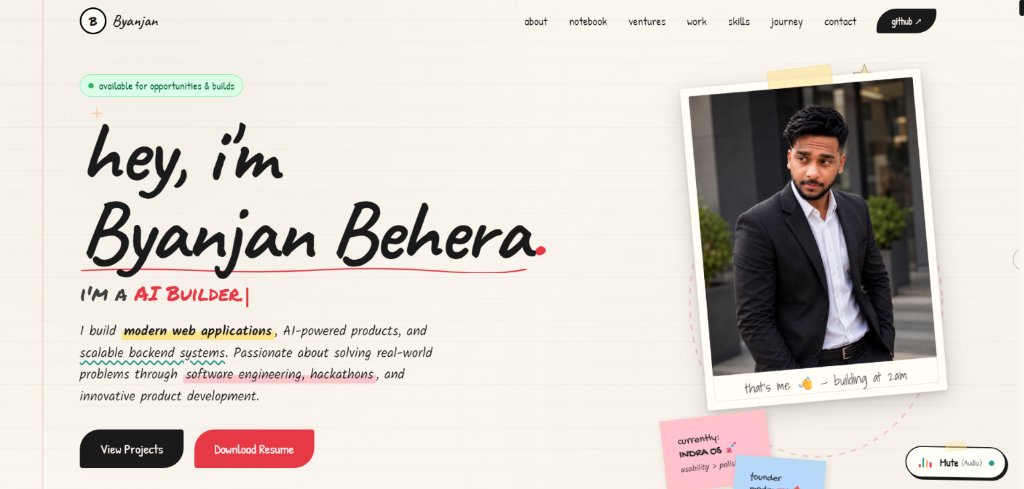 B Byanjan
about notebook ventures work skills journey contact github ↗
available for opportunities & builds
hey, i'm
Byanjan Behera.
I'm a AI Builder
I build modern web applications, AI-powered products, and
scalable backend systems. Passionate about solving real-world
problems through software engineering, hackathons, and
innovative product development.
View Projects Download Resume
that's me 👋 — building at 2am
currently:
INDRA OS
usability >
founder
Mute (Audio)